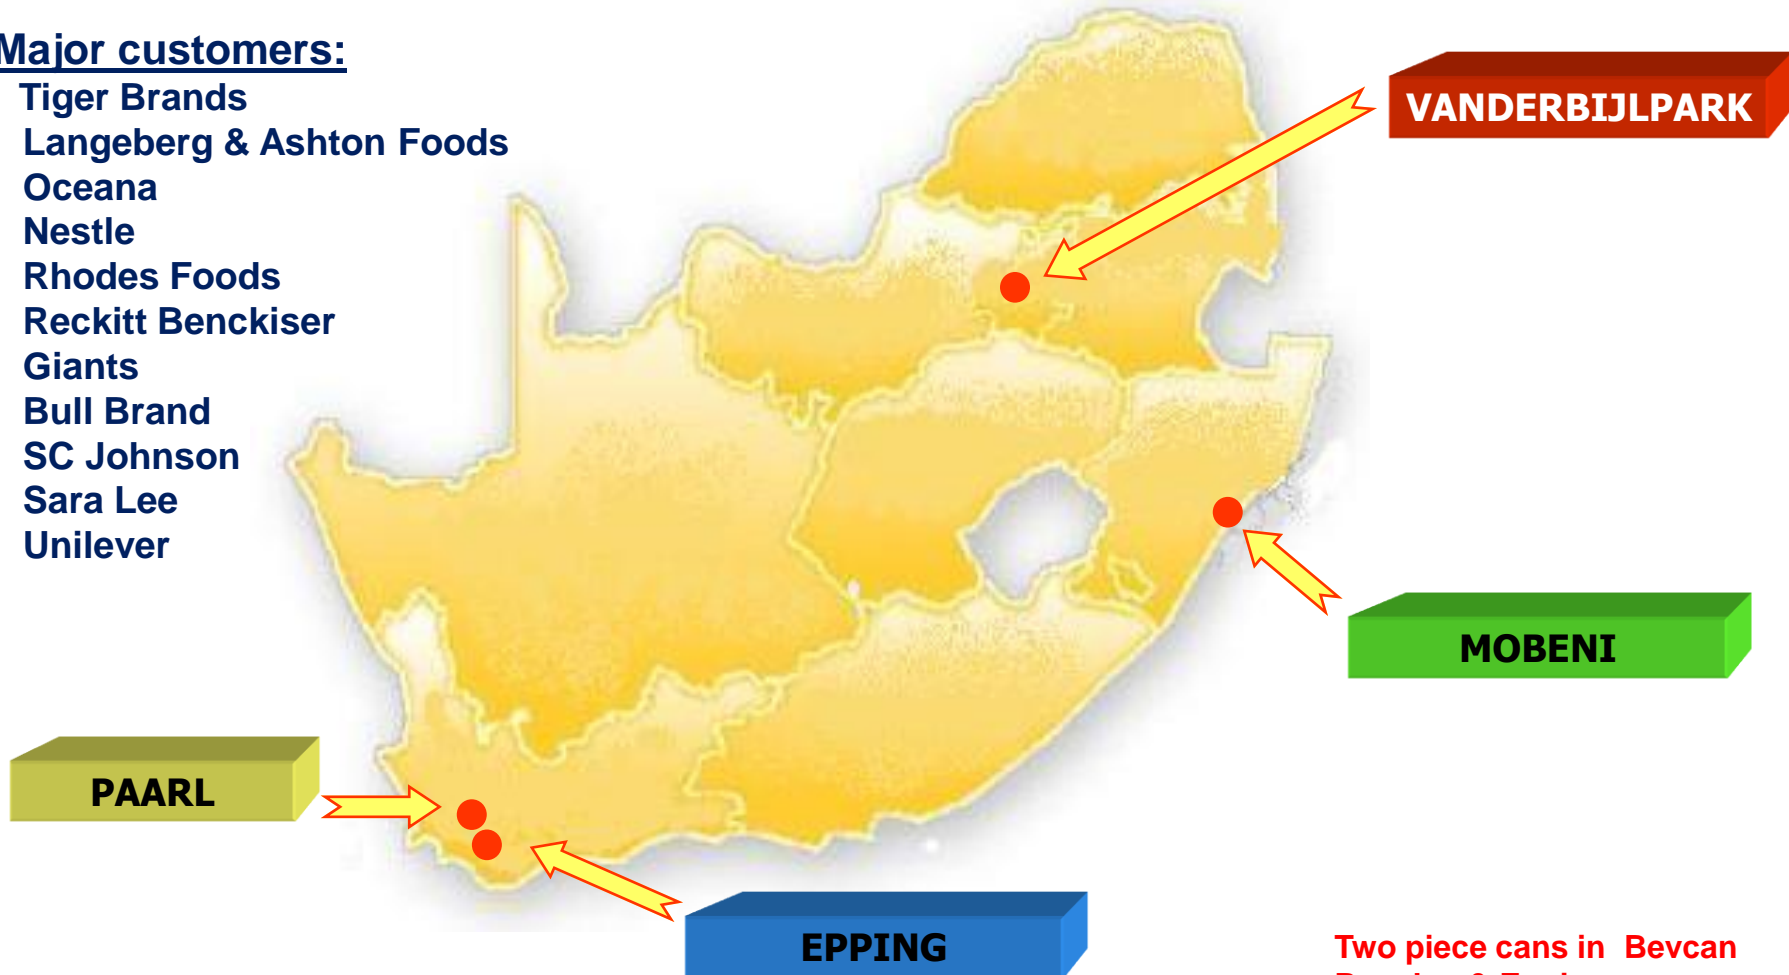 Major customers:
Tiger Brands
Langeberg & Ashton Foods
Oceana
Nestle
Rhodes Foods
Reckitt Benckiser
Giants
Bull Brand
SC Johnson
Sara Lee
Unilever
VANDERBIJLPARK
MOBENI
PAARL
EPPING
Two piece cans in Bevcan